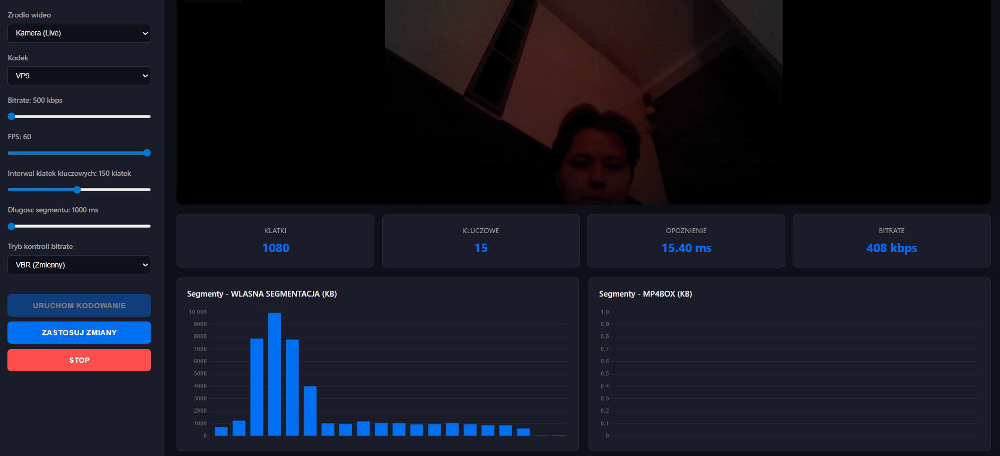 Zrodlo wideo
Kamera (Live)
Kodek
VP9
Bitrate: 500 kbps
FPS: 60
Interwal klatek kluczowych: 150 klatek
Dlugosc segmentu: 1000 ms
Tryb kontroli bitrate
VBR (Zmienny)
URUCHOM KODOWANIE
ZASTOSUJ ZMIANY
STOP
KLATKI
1080
KLUCZOWE
15
OPOZNIENIE
15.40 ms
BITRATE
408 kbps
Segmenty - WLASNA SEGMENTACJA (KB)
10 000
9000
8000
7000
6000
5000
4000
3000
2000
1000
0
Segmenty - MP4BOX (KB)
1,0
0,9
0,8
0,7
0,6
0,5
0,4
0,3
0,2
0,1
0